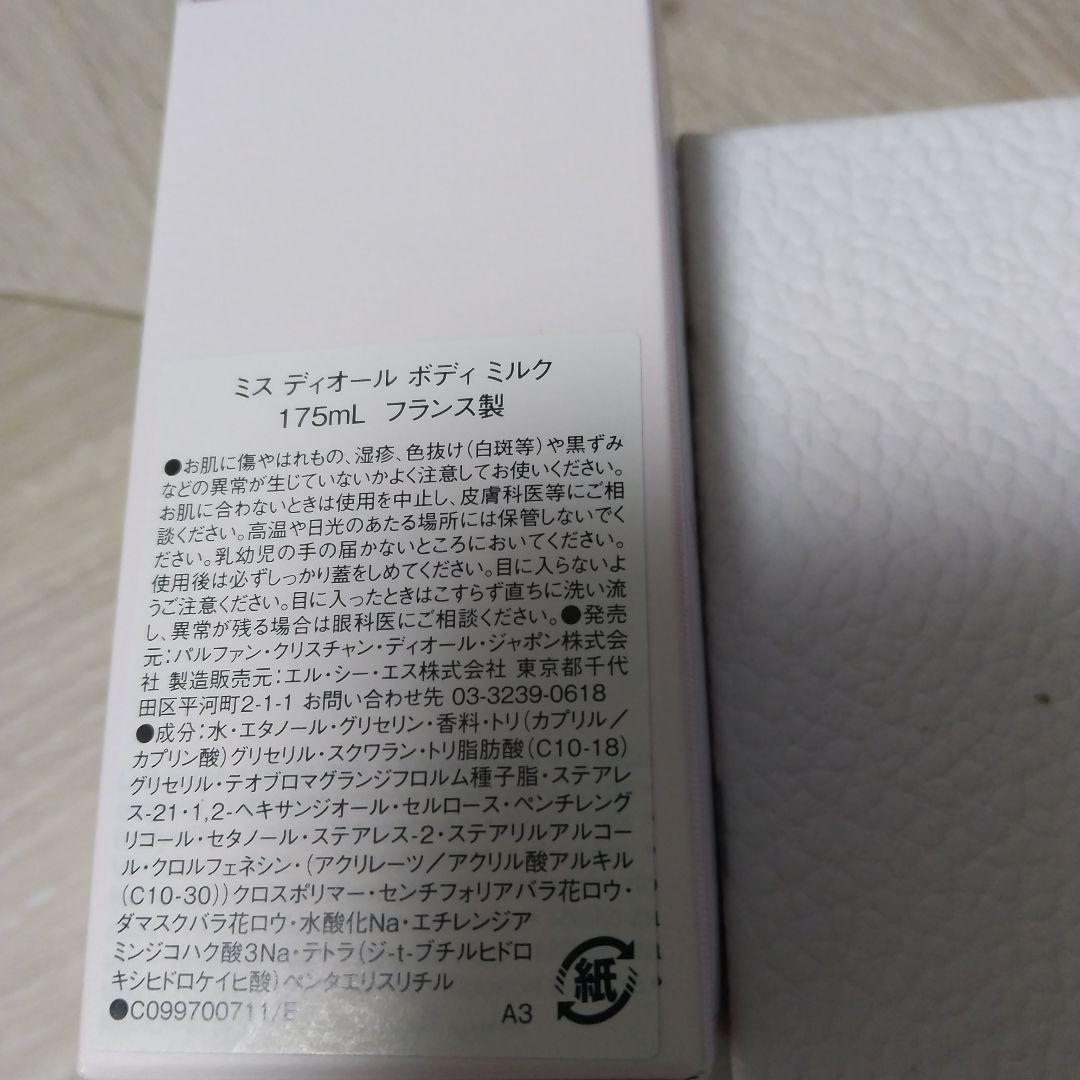 ミス ディオール ボディ ミルク
175mL フランス製
●お肌に傷やはれもの、湿疹、色抜け(白斑等)や黒ずみ
などの異常が生じていないかよく注意してお使いください。
お肌に合わないときは使用を中止し、皮膚科医等にご相
談ください。高温や日光のあたる場所には保管しないでく
ださい。乳幼児の手の届かないところにおいてください。
使用後は必ずしっかり蓋をしめてください。目に入らないよ
うご注意ください。目に入ったときはこすらず直ちに洗い流
し、異常が残る場合は眼科医にご相談ください。●発売
元:パルファン・クリスチャン・ディオール・ジャポン株式会
社 製造販売元:エル・シー・エス株式会社 東京都千代
田区平河町2-1-1 お問い合わせ先 03-3239-0618
●成分:水・エタノール・グリセリン・香料・トリ(カプリル/
カプリン酸)グリセリル・スクワラン・トリ脂肪酸(C10-18)
グリセリル・テオブロマグランジフロルム種子脂・ステアレ
ス-21・1,2-ヘキサンジオール・セルロース・ペンチレング
リコール・セタノール・ステアレス-2・ステアリルアルコー
ル・クロルフェネシン・(アクリレーツ/アクリル酸アルキル
(C10-30))クロスポリマー・センチフォリアバラ花ロウ・
ダマスクバラ花ロウ・水酸化Na・エチレンジア
ミンジコハク酸3Na・テトラ(ジ-t-ブチルヒドロ
キシヒドロケイヒ酸)ペンタエリスリチル
●C099700711/E A3
紙